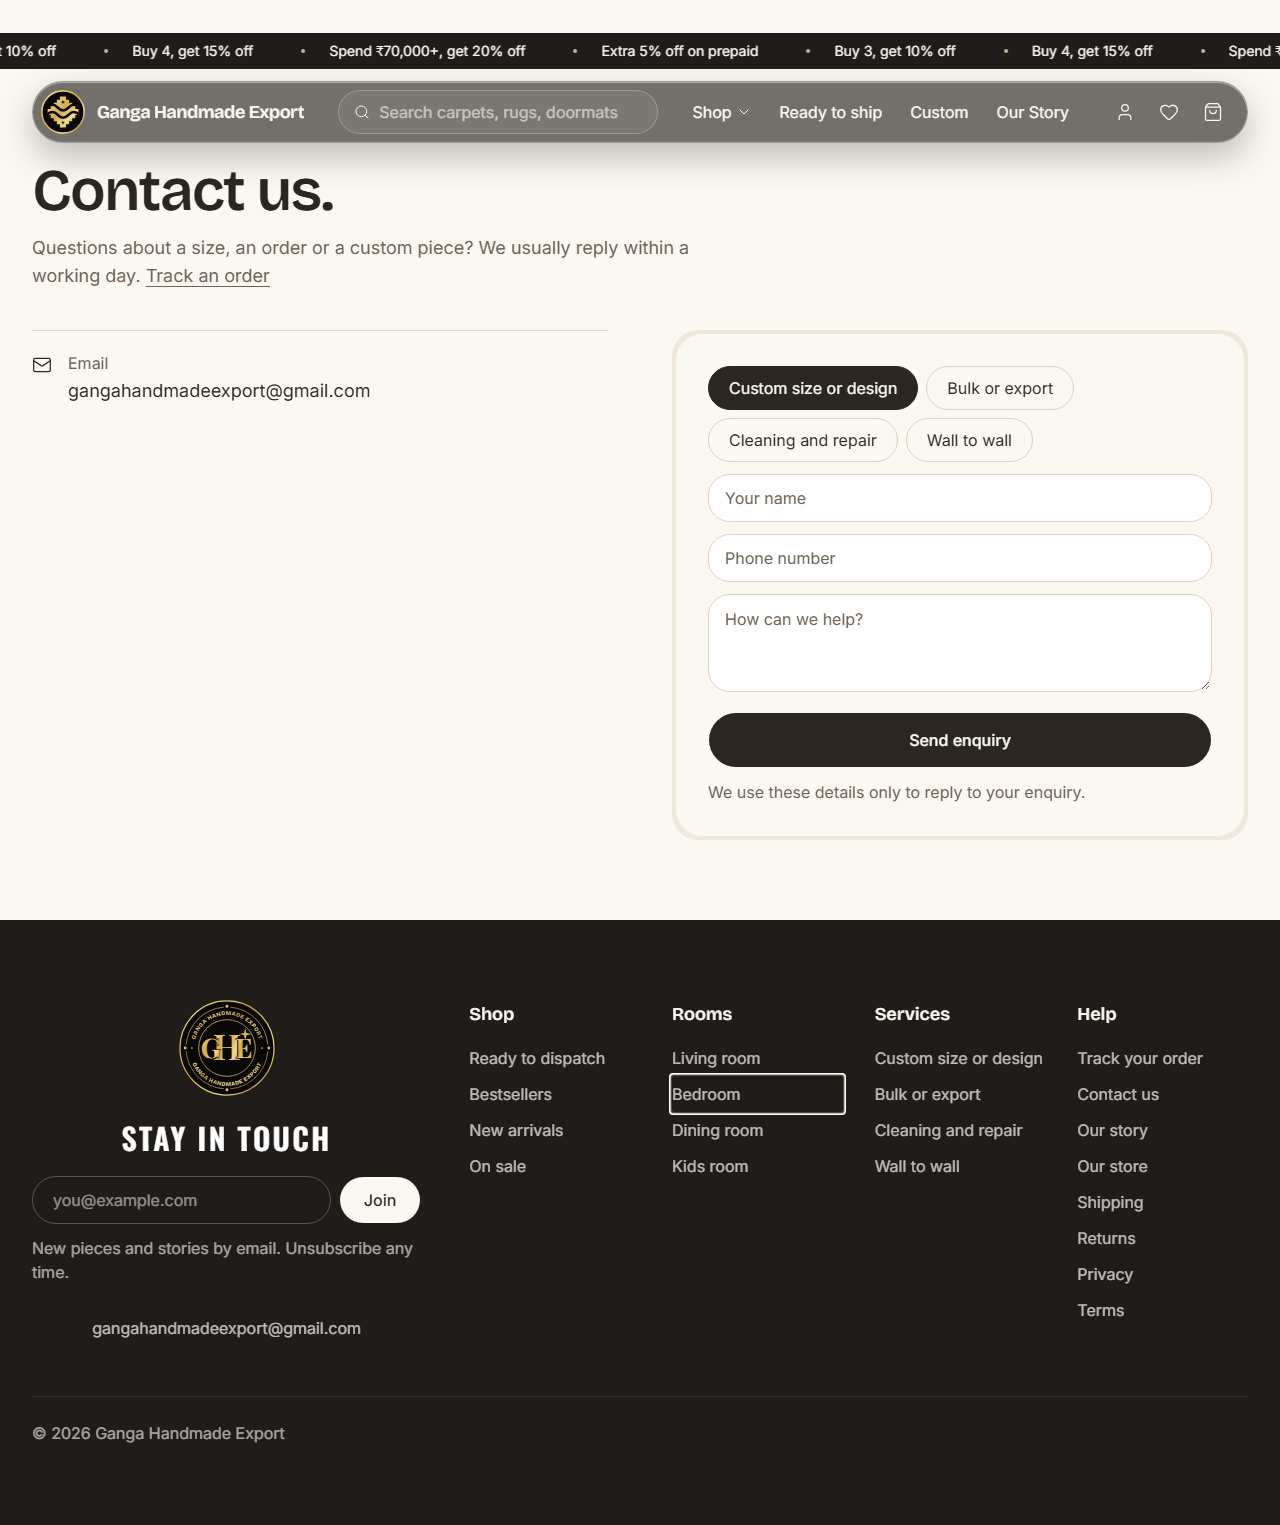 t 10% off • Buy 4, get 15% off • Spend ₹70,000+, get 20% off • Extra 5% off on prepaid • Buy 3, get 10% off • Buy 4, get 15% off • Spend ₹
Ganga Handmade Export
Search carpets, rugs, doormats
Shop
Ready to ship
Custom
Our Story
Contact us.
Questions about a size, an order or a custom piece? We usually reply within a
working day. Track an order
Email
gangahandmadeexport@gmail.com
Custom size or design
Bulk or export
Cleaning and repair
Wall to wall
Your name
Phone number
How can we help?
Send enquiry
We use these details only to reply to your enquiry.
GANGA HANDMADE EXPORT
GHE
GANGA HANDMADE EXPORT
STAY IN TOUCH
you@example.com
Join
New pieces and stories by email. Unsubscribe any
time.
gangahandmadeexport@gmail.com
Shop
Ready to dispatch
Bestsellers
New arrivals
On sale
Rooms
Living room
Bedroom
Dining room
Kids room
Services
Custom size or design
Bulk or export
Cleaning and repair
Wall to wall
Help
Track your order
Contact us
Our story
Our store
Shipping
Returns
Privacy
Terms
© 2026 Ganga Handmade Export